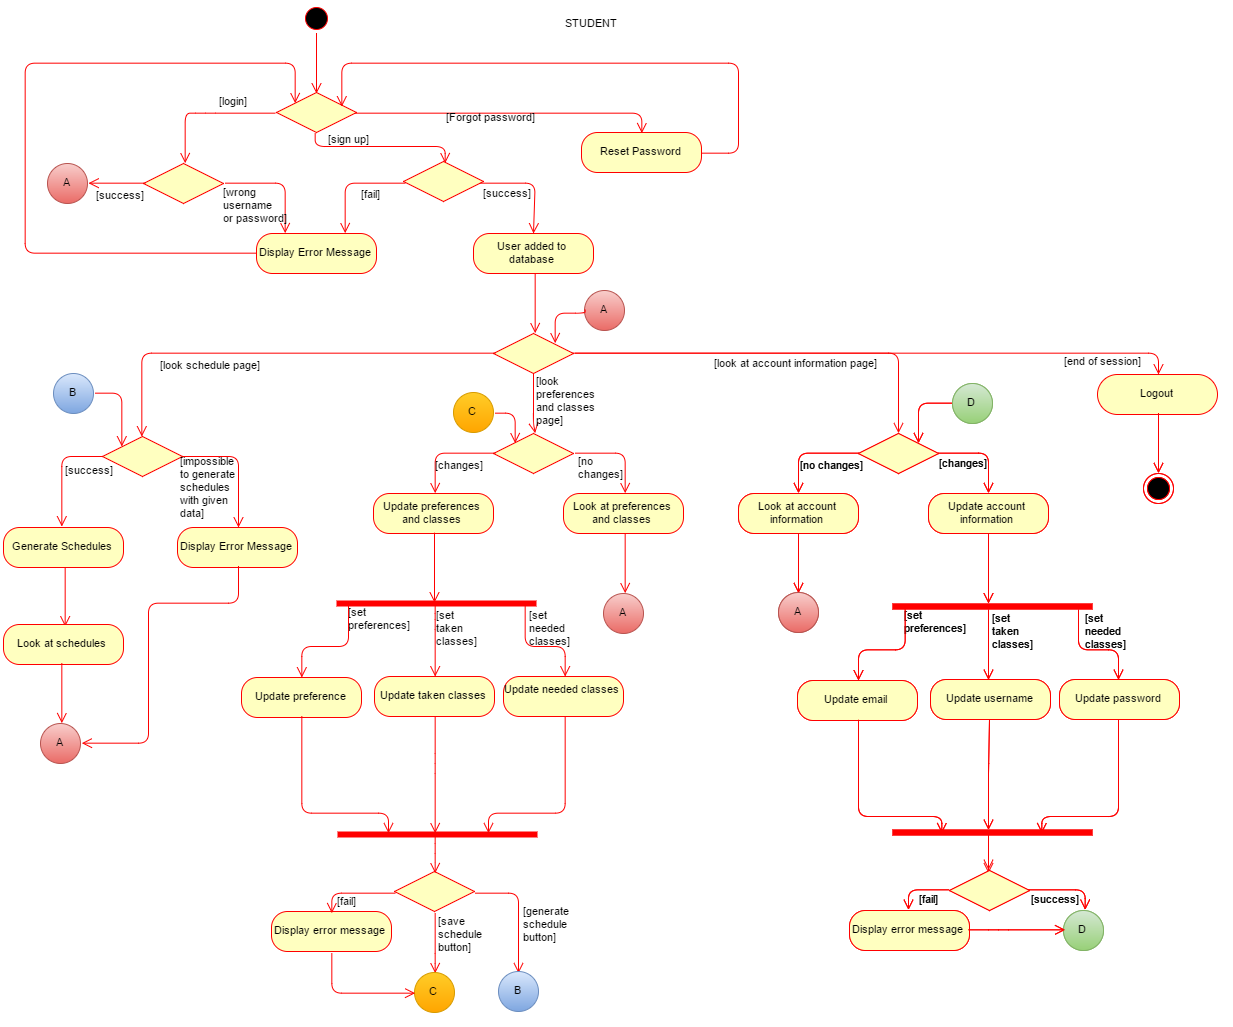 STUDENT
[login]
[Forgot password]
[sign up]
Reset Password
A
[success]
[wrong
username
or password]
[fail]
[success]
Display Error Message
User added to
database
A
[look schedule page]
[look
preferences
and classes
page]
[look at account information page]
[end of session]
B
C
D
Logout
[success]
[impossible
to generate
schedules
with given
data]
[changes]
[no
changes]
[no changes]
[changes]
Update preferences
and classes
Look at preferences
and classes
Look at account
information
Update account
information
Generate Schedules
Display Error Message
A
A
[set
preferences]
[set
taken
classes]
[set
needed
classes]
[set
preferences]
[set
taken
classes]
[set
needed
classes]
Look at schedules
Update preference
Update taken classes
Update needed classes
Update email
Update username
Update password
A
[fail]
[save
schedule
button]
[generate
schedule
button]
[fail]
[success]
Display error message
Display error message
D
C
B